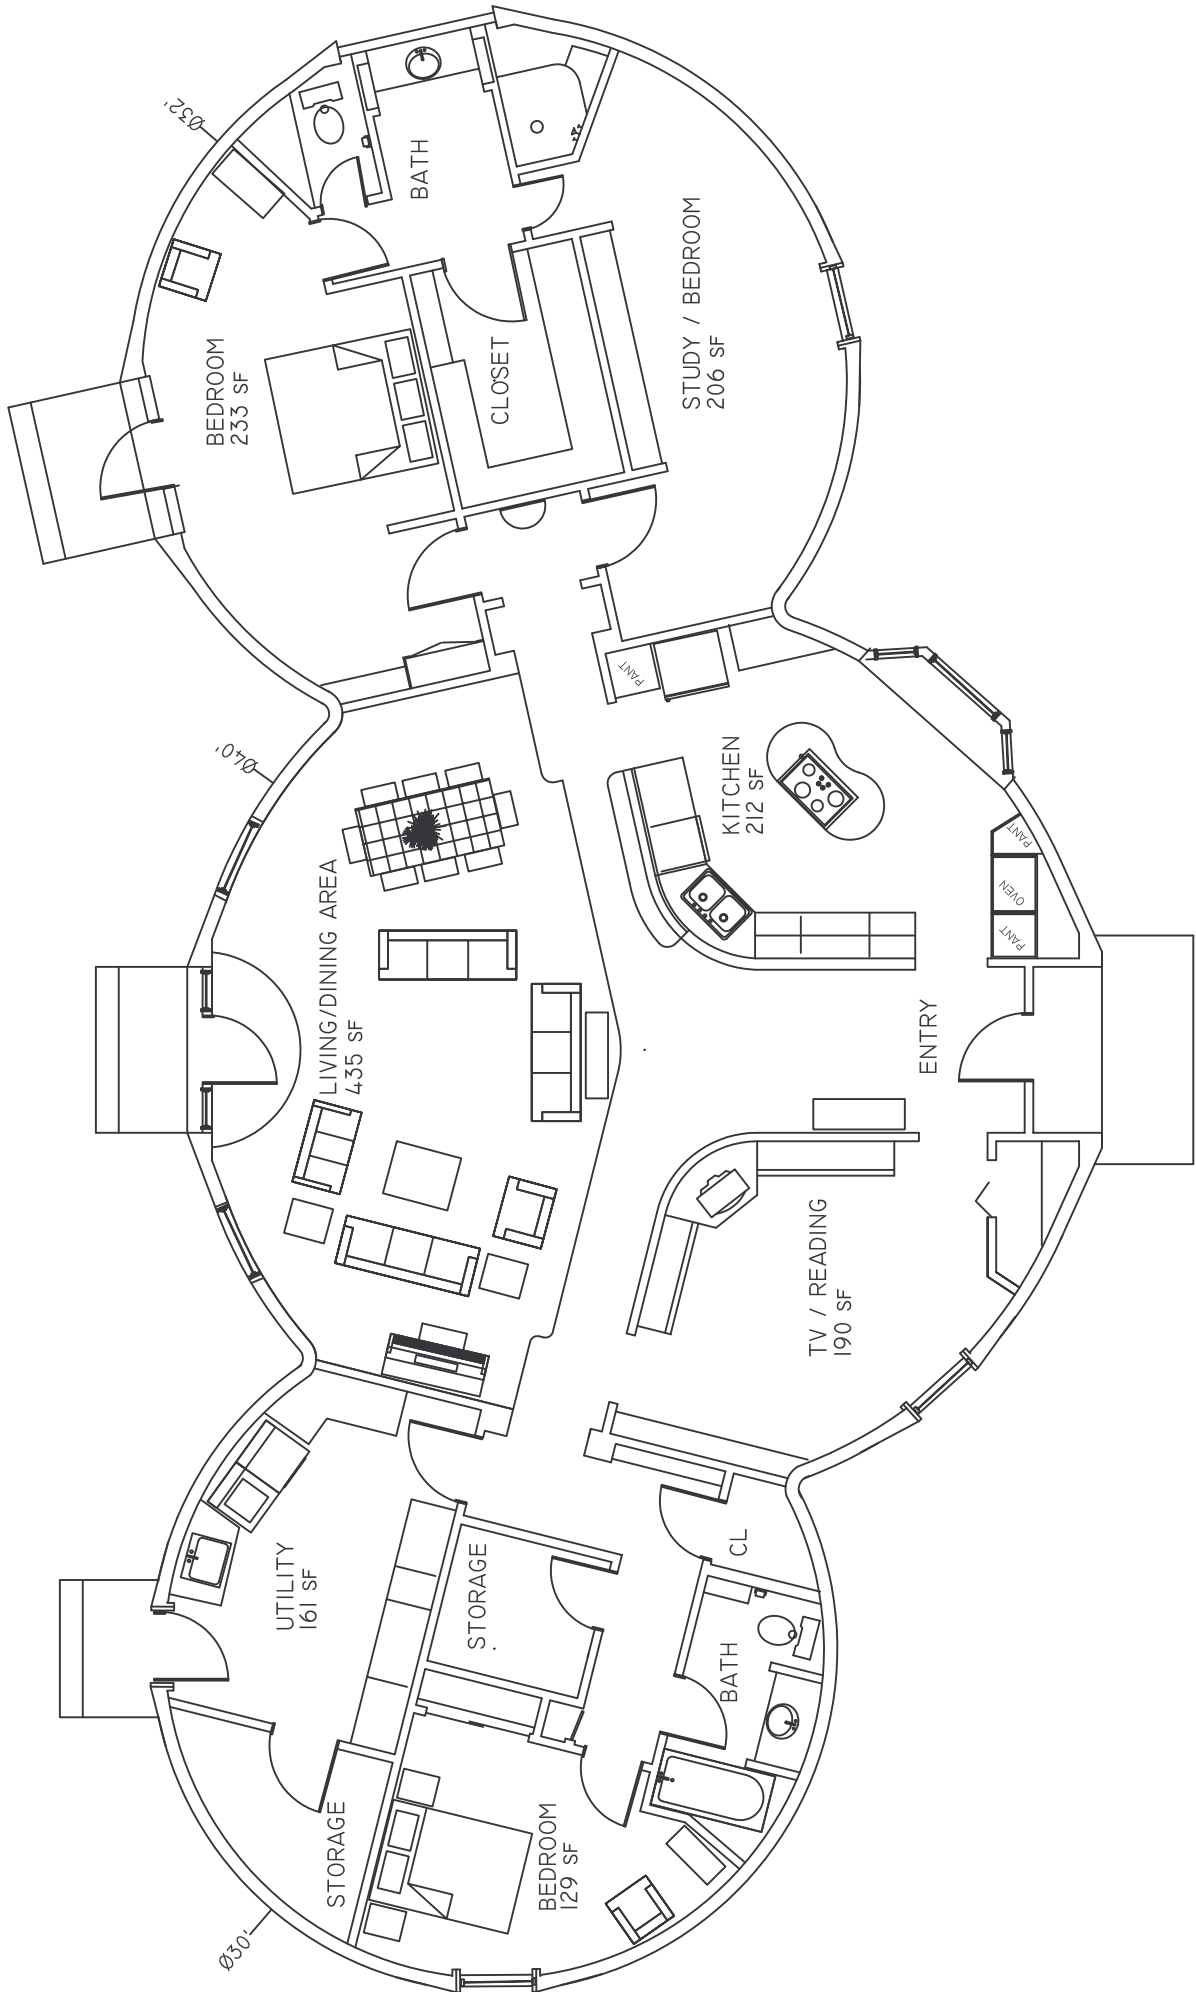 Ø32'
BATH
BEDROOM
233 SF
CLOSET
STUDY / BEDROOM
206 SF
PANT
Ø40'
LIVING/DINING AREA
435 SF
KITCHEN
212 SF
PANT
OVEN
PANT
ENTRY
TV / READING
190 SF
UTILITY
161 SF
STORAGE
CL
BATH
STORAGE
BEDROOM
129 SF
Ø30'